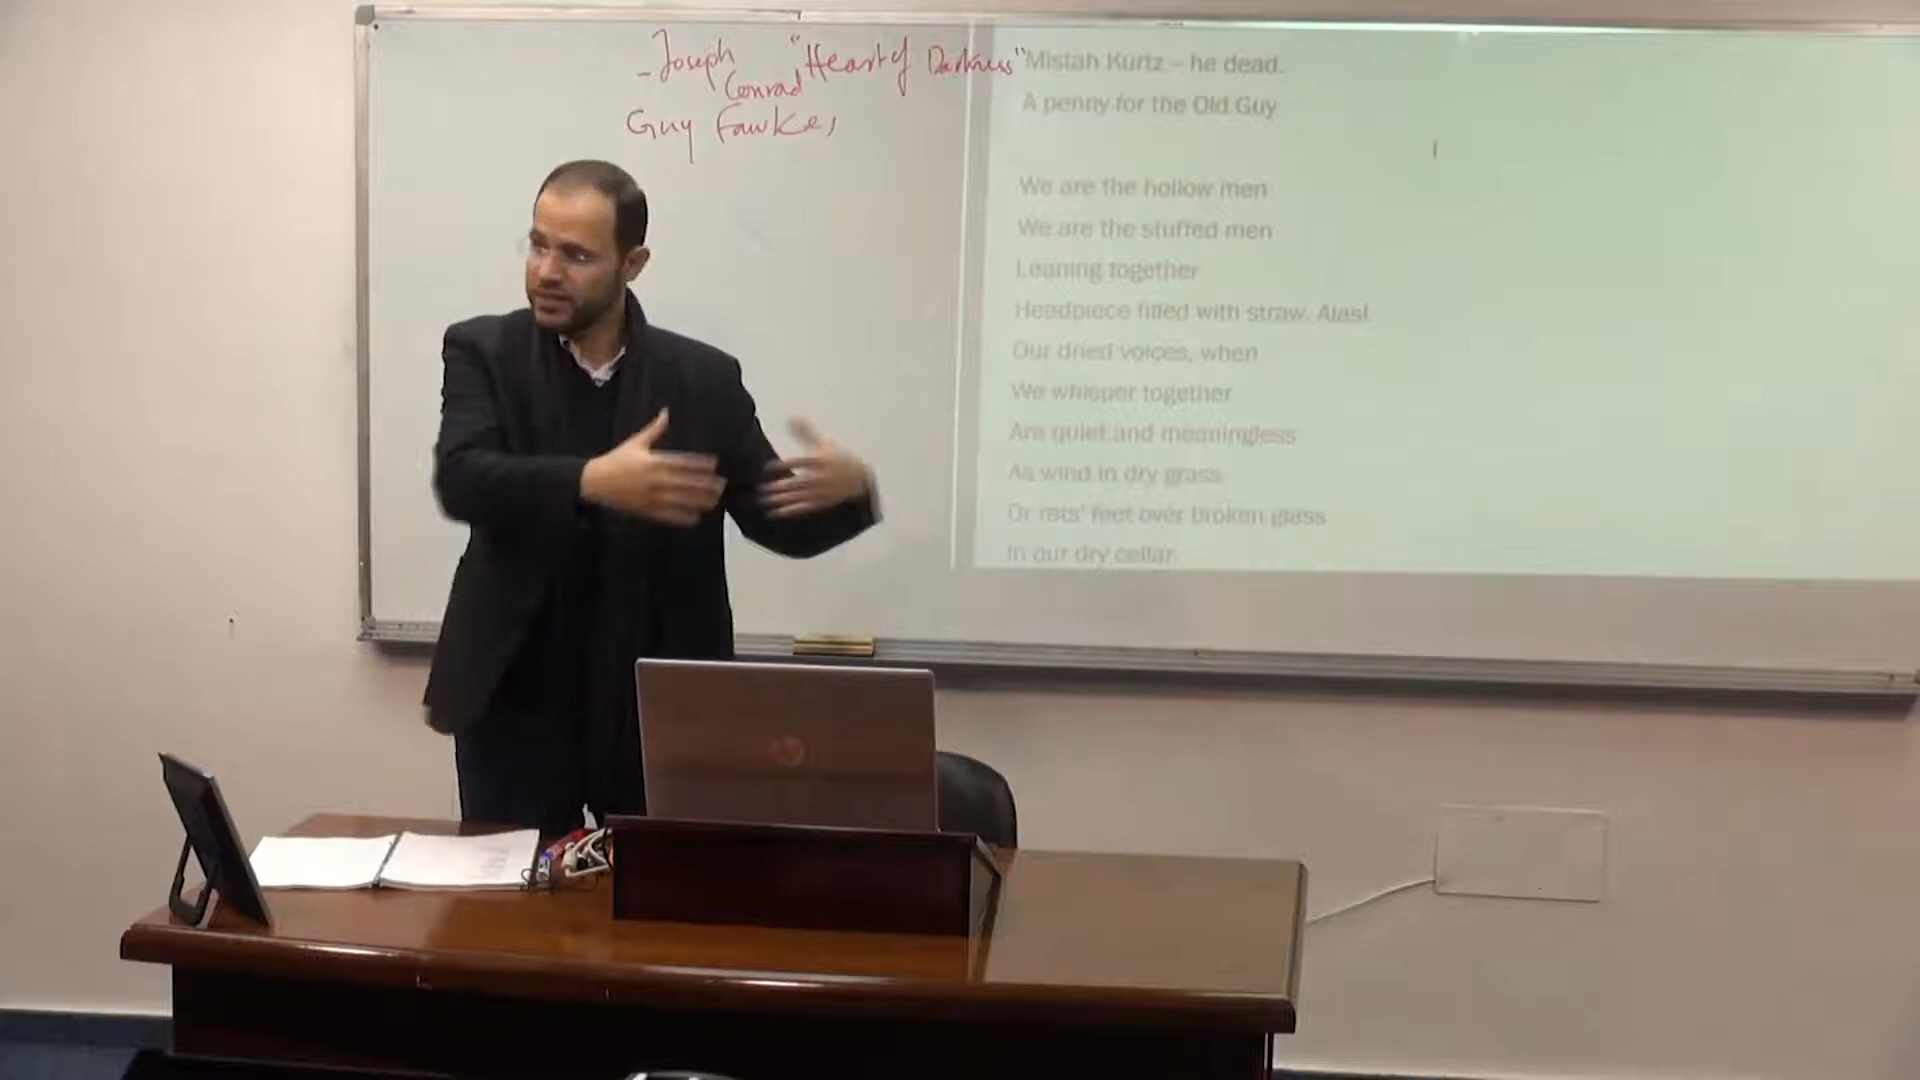 - Joseph "Heart of Darkness"
Conrad
Guy Fawkes
Mistah Kurtz – he dead.
A penny for the Old Guy
I
We are the hollow men
We are the stuffed men
Leaning together
Headpiece filled with straw. Alas!
Our dried voices, when
We whisper together
Are quiet and meaningless
As wind in dry grass
Or rats' feet over broken glass
In our dry cellar